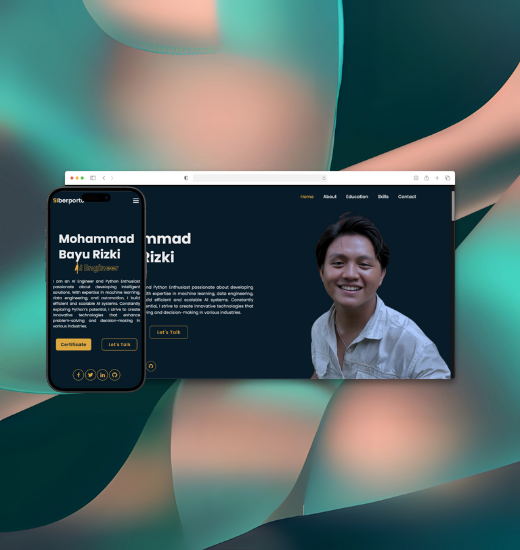 Siberporto
Mohammad
Bayu Rizki
AI Engineer
I am an AI Engineer and Python Enthusiast
passionate about developing intelligent
solutions. With expertise in machine learning, data
engineering, and automation, I build
efficient and scalable AI systems. Constantly
exploring Python's potential, I strive to create
innovative technologies that enhance
problem-solving and decision-making in
various industries.
Certificate
Let's Talk
Home About Education Skills Contact
mmad
Rizki
nd Python Enthusiast passionate about developing
ith expertise in machine learning, data engineering,
ild efficient and scalable AI systems. Constantly
, I strive to create innovative technologies that
ing and decision-making in various industries.
Let's Talk